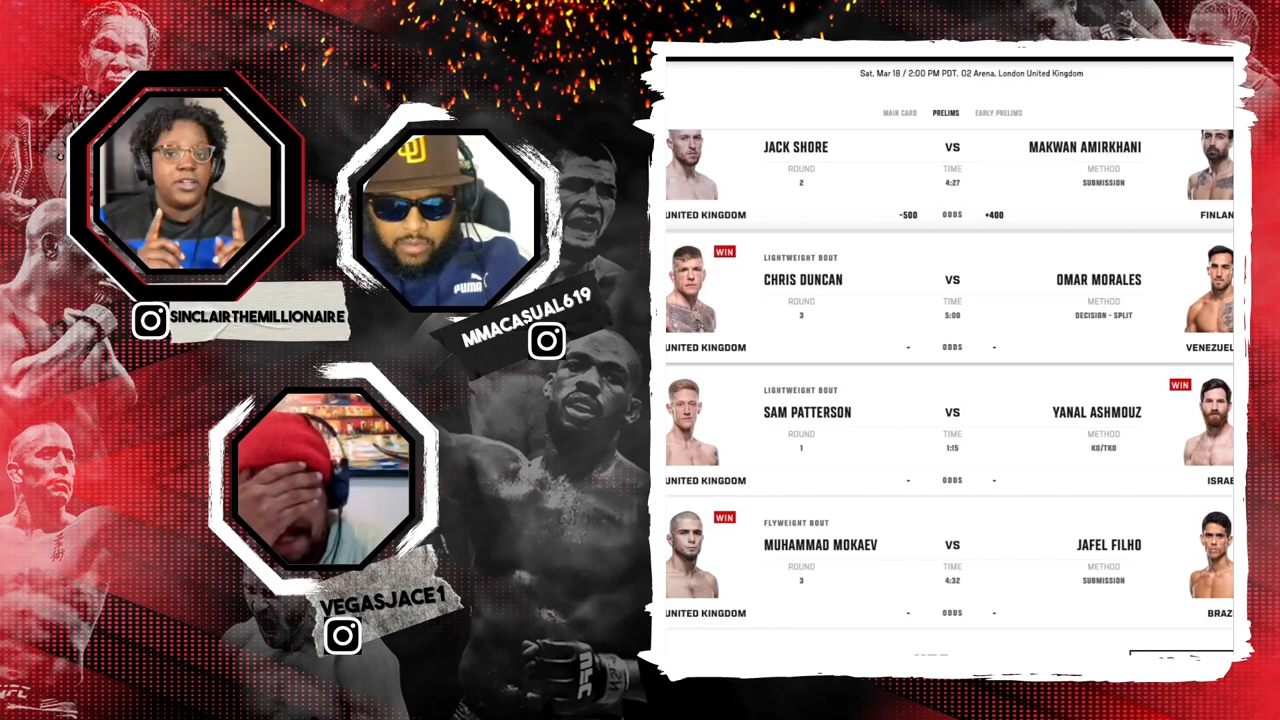 SINCLAIRTHEMILLIONAIRE
MMACASUAL619
PUMA
VEGASJACE1
UFC
UFC
Sat, Mar 18 / 2:00 PM PDT. O2 Arena, London United Kingdom
MAIN CARD PRELIMS EARLY PRELIMS
JACK SHORE VS MAKWAN AMIRKHANI
ROUND TIME METHOD
2 4:27 SUBMISSION
UNITED KINGDOM -500 ODDS +400 FINLAN
WIN
LIGHTWEIGHT BOUT
CHRIS DUNCAN VS OMAR MORALES
ROUND TIME METHOD
3 5:00 DECISION - SPLIT
UNITED KINGDOM - ODDS - VENEZUEL
LIGHTWEIGHT BOUT WIN
SAM PATTERSON VS YANAL ASHMOUZ
ROUND TIME METHOD
1 1:15 KO/TKO
UNITED KINGDOM - ODDS - ISRAE
WIN
FLYWEIGHT BOUT
MUHAMMAD MOKAEV VS JAFEL FILHO
ROUND TIME METHOD
3 4:32 SUBMISSION
UNITED KINGDOM - ODDS - BRAZ